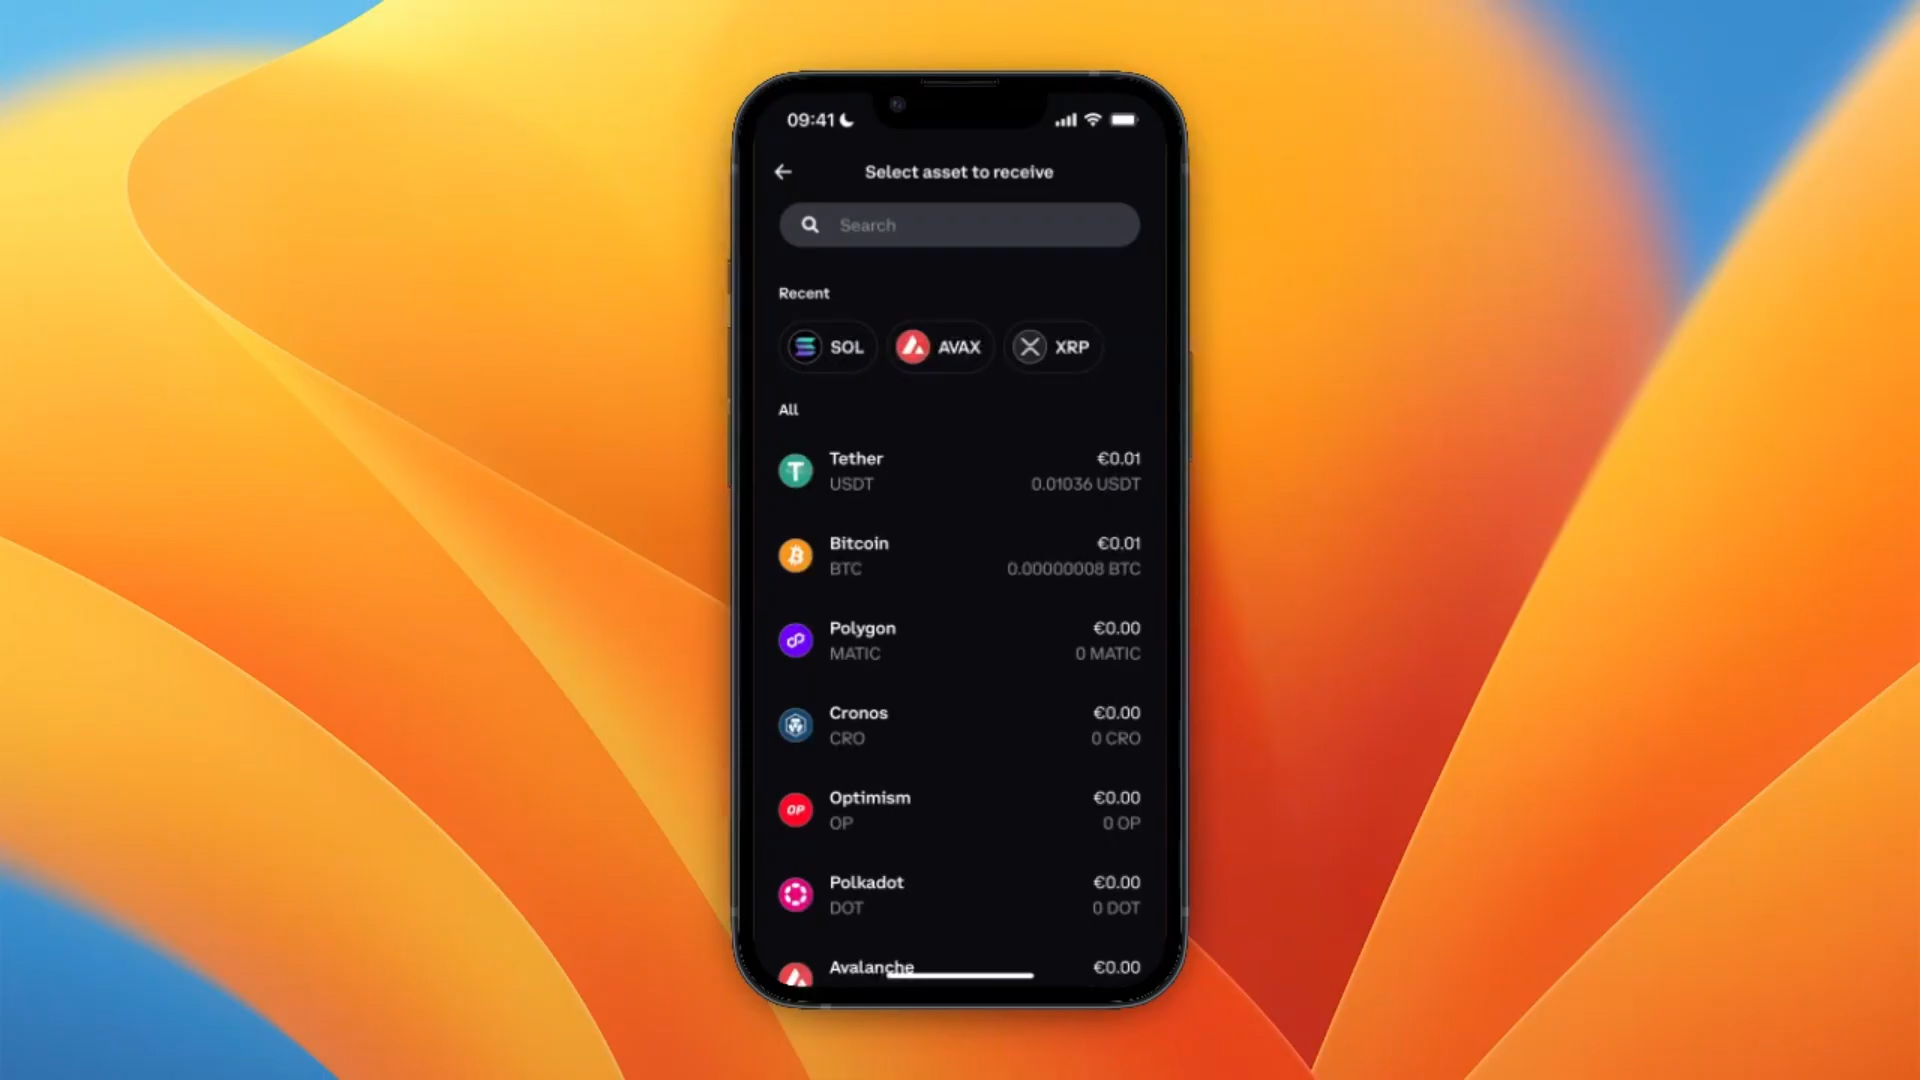 09:41
Select asset to receive
Search
Recent
SOL
AVAX
XRP
All
Tether
€0.01
USDT
0.01036 USDT
Bitcoin
€0.01
BTC
0.00000008 BTC
Polygon
€0.00
MATIC
0 MATIC
Cronos
€0.00
CRO
0 CRO
OP
Optimism
€0.00
OP
0 OP
Polkadot
€0.00
DOT
0 DOT
Avalanche
€0.00